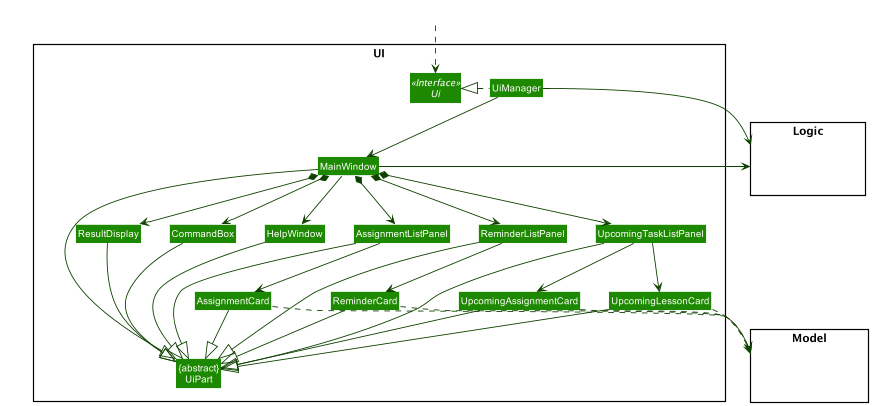 UI
«Interface»
Ui
UiManager
Logic
MainWindow
ResultDisplay
CommandBox
HelpWindow
AssignmentListPanel
ReminderListPanel
UpcomingTaskListPanel
AssignmentCard
ReminderCard
UpcomingAssignmentCard
UpcomingLessonCard
Model
{abstract}
UiPart